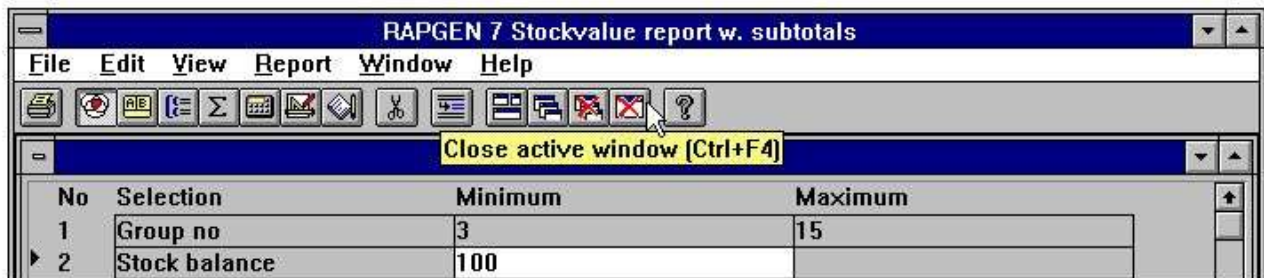 RAPGEN 7 Stockvalue report w. subtotals
File Edit View Report Window Help
A B Σ ?
Close active window (Ctrl+F4)
No Selection Minimum Maximum
1 Group no 3 15
2 Stock balance 100